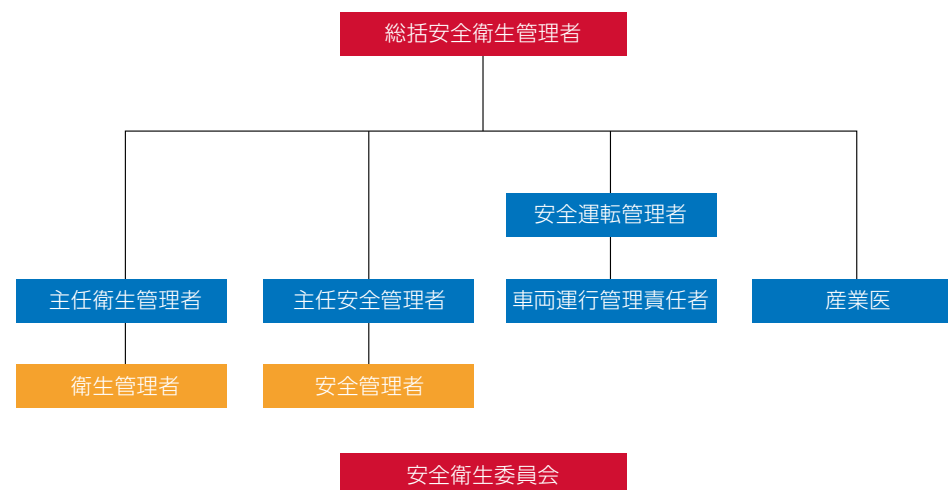 総括安全衛生管理者
安全運転管理者
主任衛生管理者
主任安全管理者
車両運行管理責任者
産業医
衛生管理者
安全管理者
安全衛生委員会